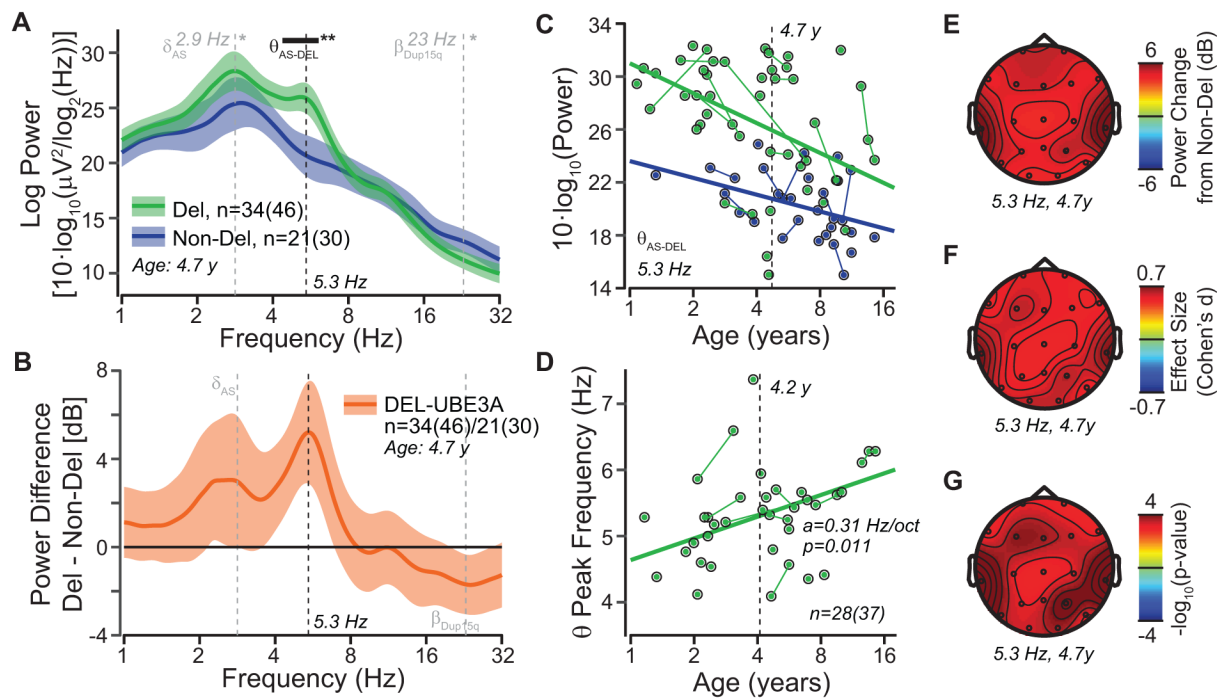 A
δAS 2.9 Hz *
θAS-DEL **
βDup15q 23 Hz *
Log Power
[10·log10(μV²/log2(Hz))]
30
25
20
15
10
Del, n=34(46)
Non-Del, n=21(30)
Age: 4.7 y
5.3 Hz
1 2 4 8 16 32
Frequency (Hz)
B
Power Difference
Del - Non-Del [dB]
8
4
0
-4
δAS
DEL-UBE3A
n=34(46)/21(30)
Age: 4.7 y
5.3 Hz
βDup15q
1 2 4 8 16 32
Frequency (Hz)
C
4.7 y
10·log10(Power)
34
30
26
22
18
14
θAS-DEL
5.3 Hz
1 2 4 8 16
Age (years)
D
4.2 y
θ Peak Frequency (Hz)
7
6
5
4
a=0.31 Hz/oct
p=0.011
n=28(37)
1 2 4 8 16
Age (years)
E
6
-6
Power Change
from Non-Del (dB)
5.3 Hz, 4.7y
F
0.7
-0.7
Effect Size
(Cohen's d)
5.3 Hz, 4.7y
G
4
-4
-log10(p-value)
5.3 Hz, 4.7y